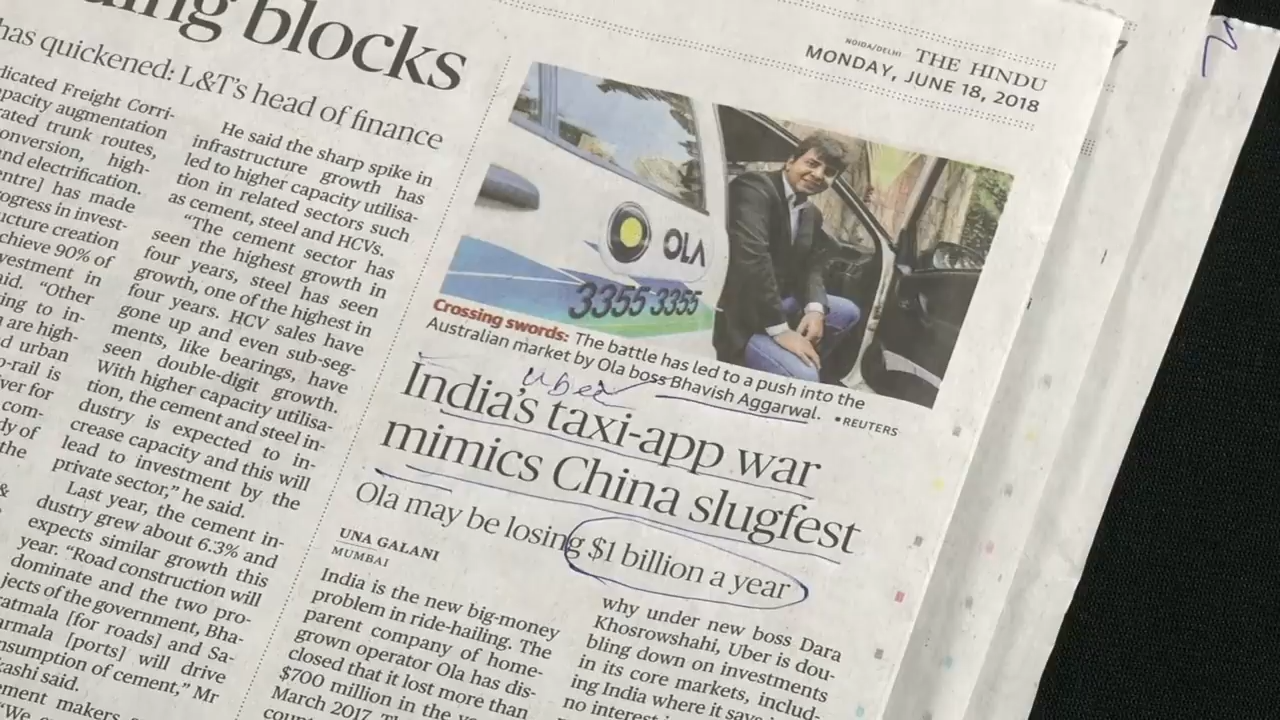 ing blocks
has quickened: L&T's head of finance
dicated Freight Corri-
pacity augmentation
rated trunk routes,
onversion, high-
nd electrification.
entre] has made
ogress in invest-
ucture creation
chieve 90% of
vestment in
aid. “Other
ing to in-
are high-
d urban
o-rail is
ver for
com-
dy of
the
&
He said the sharp spike in
infrastructure growth has
led to higher capacity utilisa-
tion in related sectors such
as cement, steel and HCVs.
“The cement sector has
seen the highest growth in
four years, steel has seen
growth, one of the highest in
four years. HCV sales have
gone up and even sub-seg-
ments, like bearings, have
seen double-digit growth.
With higher capacity utilisa-
tion, the cement and steel in-
dustry is expected to in-
crease capacity and this will
lead to investment by the
private sector,” he said.
Last year, the cement in-
dustry grew about 6.3% and
expects similar growth this
year. “Road construction will
dominate and the two pro-
jects of the government, Bha-
ratmala [for roads] and Sa-
armala [ports] will drive
nsumption of cement,” Mr
kashi said.
ement makers
“We
NOIDA/DELHI THE HINDU
MONDAY, JUNE 18, 2018
OLA
3355 3355
Crossing swords: The battle has led to a push into the
Australian market by Ola boss Bhavish Aggarwal. •REUTERS
Uber
India's taxi-app war
mimics China slugfest
Ola may be losing $1 billion a year
UNA GALANI
MUMBAI
India is the new big-money
problem in ride-hailing. The
parent company of home-
grown operator Ola has dis-
closed that it lost more than
$700 million in the
March 2017.
why under new boss Dara
Khosrowshahi, Uber is dou-
bling down on investments
in its core markets, includ-
ing India where it
no interest